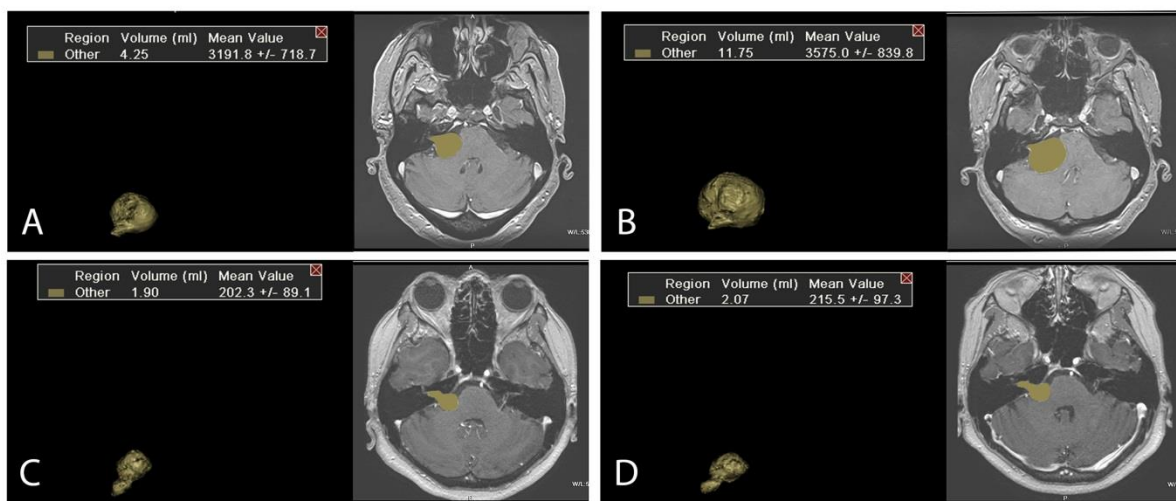 Region Volume (ml) Mean Value
Other 4.25 3191.8 +/- 718.7
A
A
P
Region Volume (ml) Mean Value
Other 11.75 3575.0 +/- 839.8
B
P
Region Volume (ml) Mean Value
Other 1.90 202.3 +/- 89.1
C
A
Region Volume (ml) Mean Value
Other 2.07 215.5 +/- 97.3
D
P